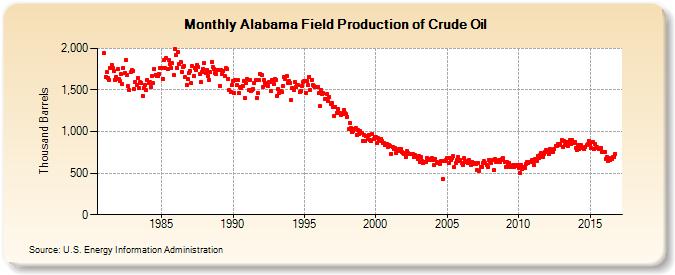 Monthly Alabama Field Production of Crude Oil
Thousand Barrels
2,000
1,500
1,000
500
0
1985 1990 1995 2000 2005 2010 2015
Source: U.S. Energy Information Administration